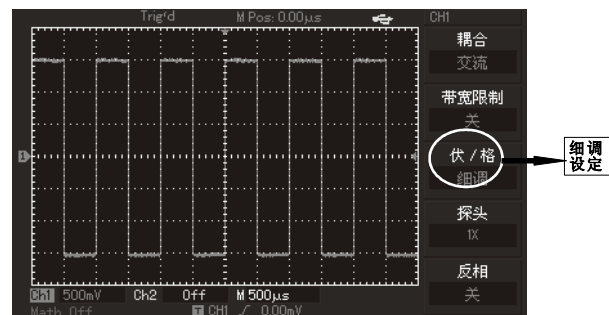 Trig'd M Pos: 0.00μs CH1
耦合
交流
带宽限制
关
伏/格
细调
细调
设定
探头
1X
反相
关
1
Ch1 500mV Ch2 Off M 500μs
Math Off T CH1 0.00mV